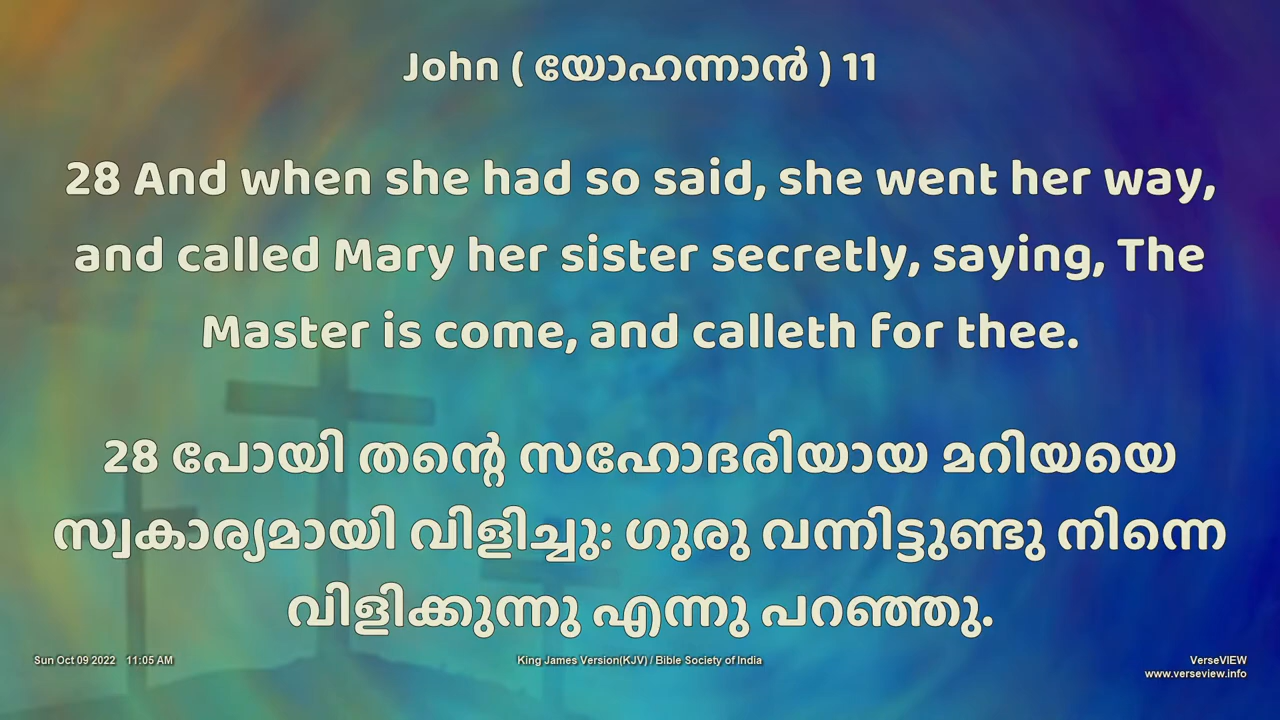 John ( യോഹന്നാൻ ) 11
28 And when she had so said, she went her way,
and called Mary her sister secretly, saying, The
Master is come, and calleth for thee.
28 പോയി തന്റെ സഹോദരിയായ മറിയയെ
സ്വകാര്യമായി വിളിച്ചു: ഗുരു വന്നിട്ടുണ്ടു നിന്നെ
വിളിക്കുന്നു എന്നു പറഞ്ഞു.
Sun Oct 09 2022 11:05 AM
King James Version(KJV) / Bible Society of India
VerseVIEW
www.verseview.info